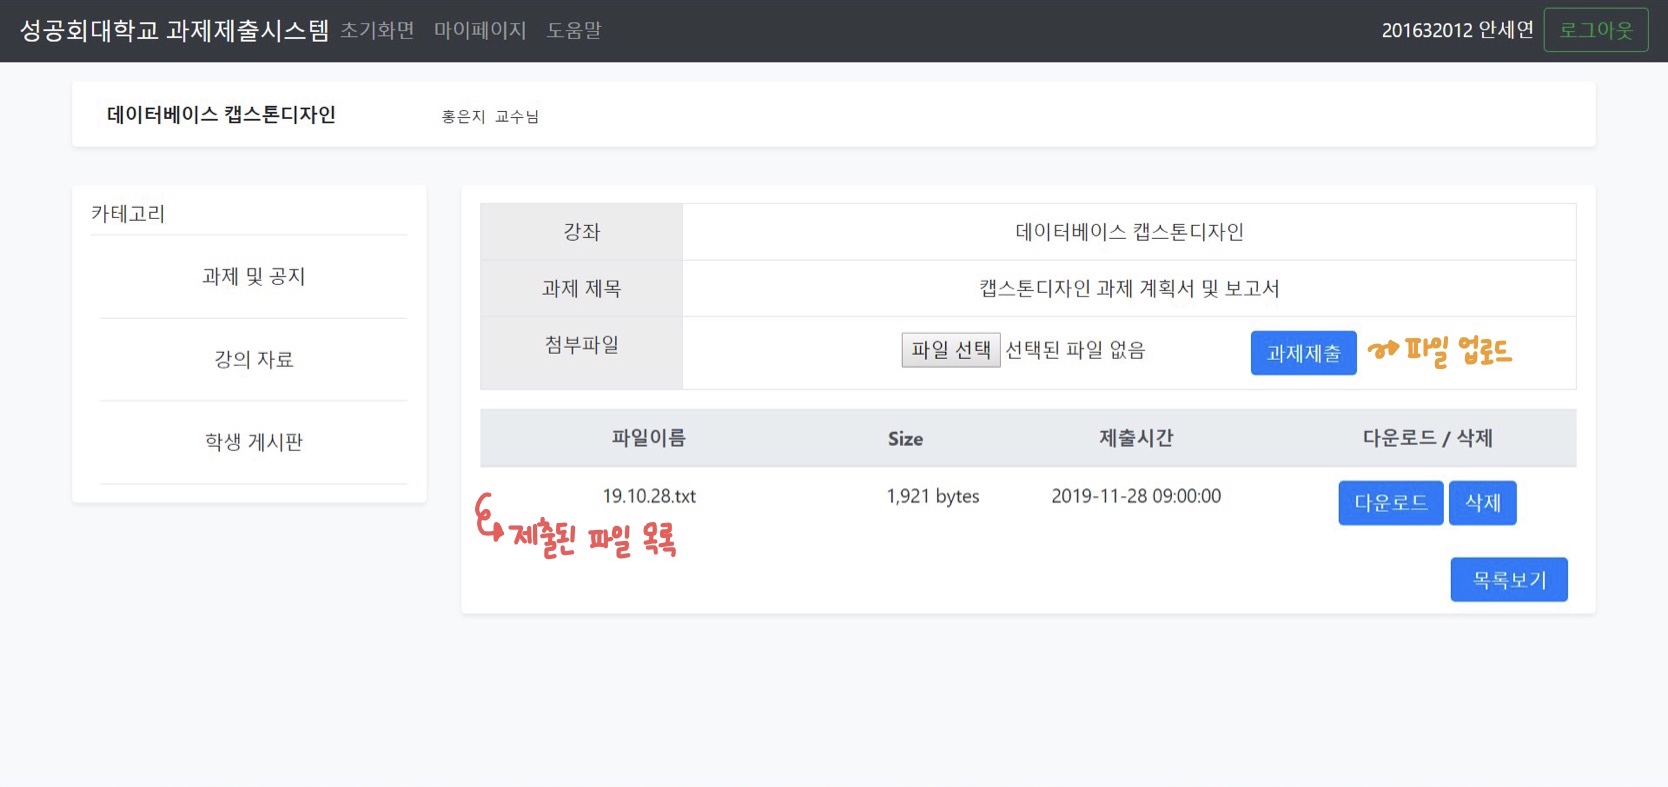 성공회대학교 과제제출시스템 초기화면 마이페이지 도움말 201632012 안세연 로그아웃
데이터베이스 캡스톤디자인 홍은지 교수님
카테고리
과제 및 공지
강의 자료
학생 게시판
강좌 데이터베이스 캡스톤디자인
과제 제목 캡스톤디자인 과제 계획서 및 보고서
첨부파일 파일 선택 선택된 파일 없음 과제제출 파일 업로드
파일이름 Size 제출시간 다운로드 / 삭제
19.10.28.txt 1,921 bytes 2019-11-28 09:00:00 다운로드 삭제
제출된 파일 목록
목록보기